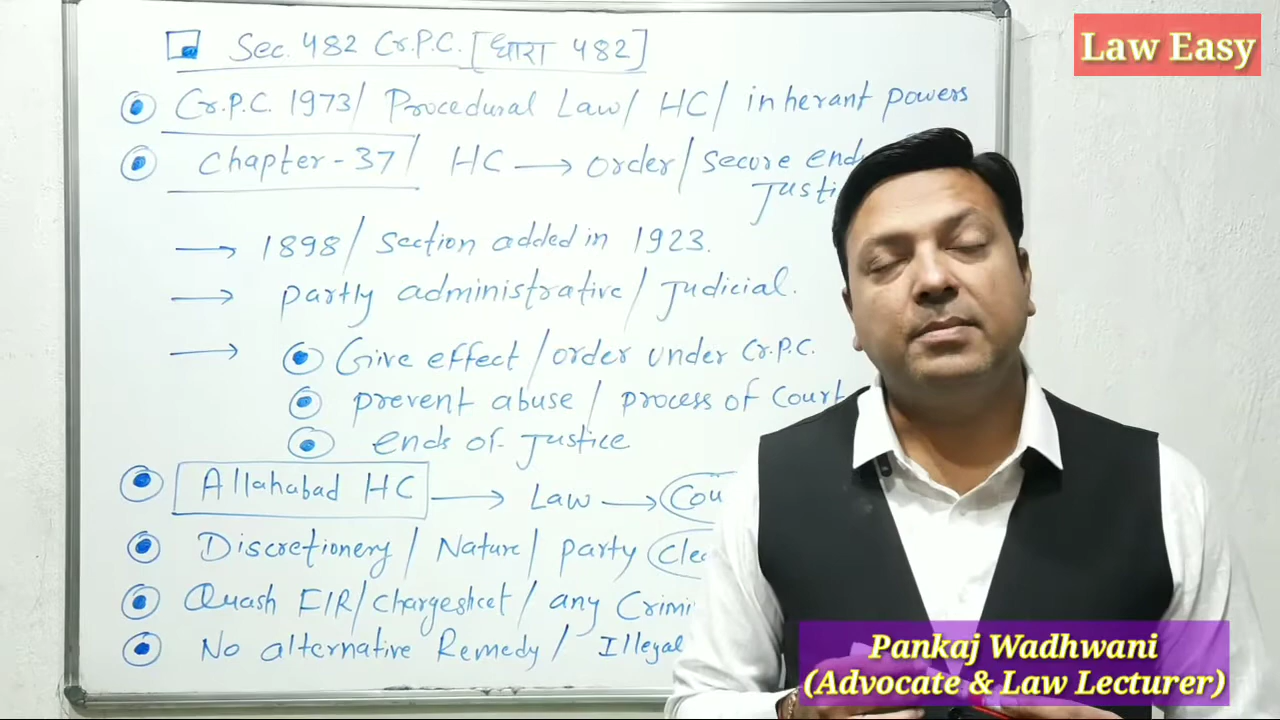 Sec. 482 Cr.P.C. [धारा 482]
Law Easy
Cr.P.C. 1973/ Procedural Law/ HC/ inherant powers
Chapter-37/ HC → order/ secure end
Justi
→ 1898/ Section added in 1923.
→ partly administrative/ Judicial.
→ Give effect/order under Cr.P.C.
prevent abuse/ process of Court
ends of Justice
Allahabad HC → Law → Cou
Discretionery/ Nature/ party Clea
Quash FIR/chargesheet/ any Crimi
No alternative Remedy/ Illegal
Pankaj Wadhwani
(Advocate & Law Lecturer)